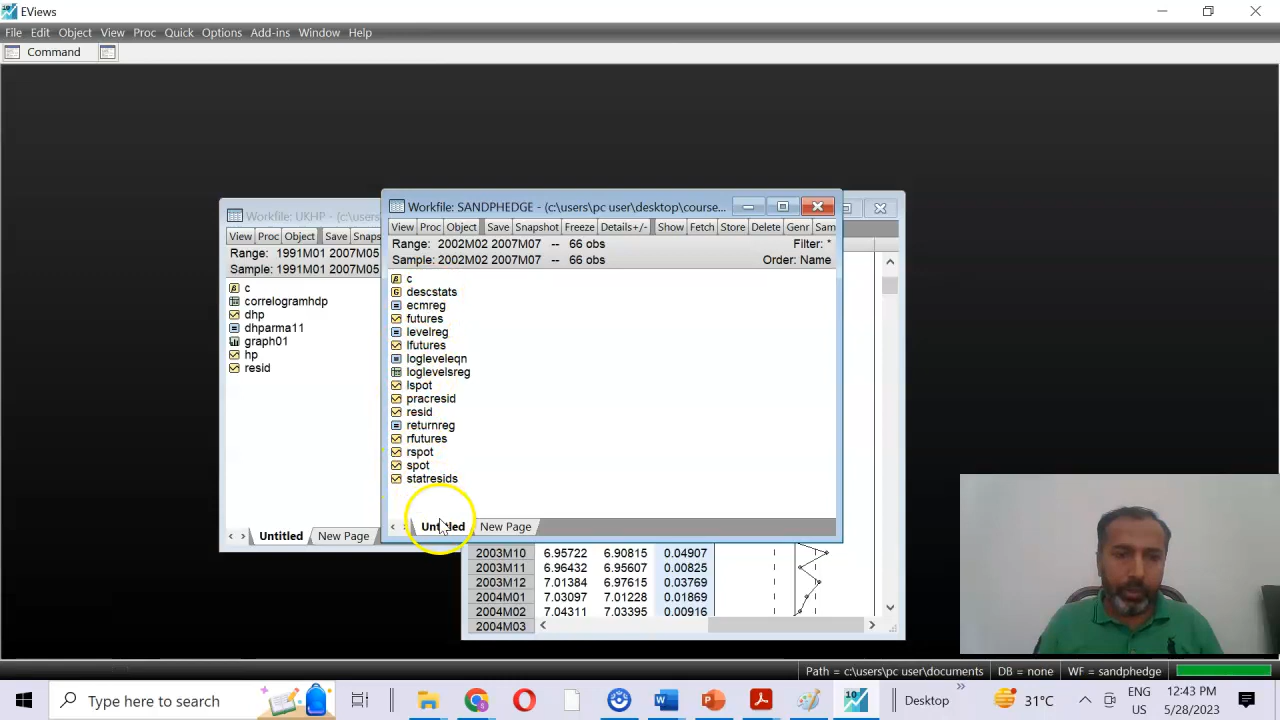 EViews
File Edit Object View Proc Quick Options Add-ins Window Help
Command
Workfile: UKHP - (c:\us
View Proc Object Save Snaps
Range: 1991M01 2007M05
Sample: 1991M01 2007M05
c
correlogramhdp
dhp
dhparma11
graph01
hp
resid
Untitled New Page
Workfile: SANDPHEDGE - (c:\users\pc user\desktop\course...
View Proc Object Save Snapshot Freeze Details+/- Show Fetch Store Delete Genr Sam
Range: 2002M02 2007M07 -- 66 obs Filter: *
Sample: 2002M02 2007M07 -- 66 obs Order: Name
c
descstats
ecmreg
futures
levelreg
lfutures
logleveleqn
loglevelsreg
lspot
pracresid
resid
returnreg
rfutures
rspot
spot
statresids
Untitled New Page
2003M10 6.95722 6.90815 0.04907
2003M11 6.96432 6.95607 0.00825
2003M12 7.01384 6.97615 0.03769
2004M01 7.03097 7.01228 0.01869
2004M02 7.04311 7.03395 0.00916
2004M03
Path = c:\users\pc user\documents DB = none WF = sandphedge
Type here to search
Desktop
31°C
ENG
US
12:43 PM
5/28/2023